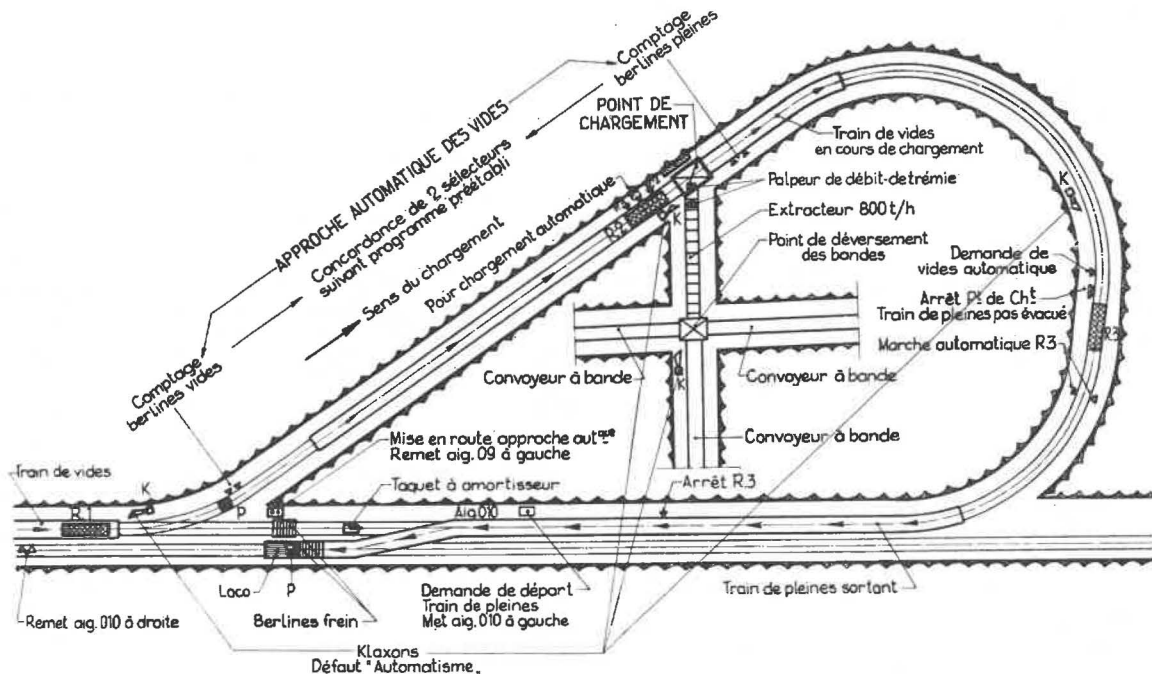 APPROCHE AUTOMATIQUE DES VIDES
Concordance de 2 sélecteurs
suivant programme préétabli
Sens du chargement
Pour chargement automatique
Comptage
berlines pleines
POINT DE
CHARGEMENT
R2
K
Train de vides
en cours de chargement
Palpeur de débit-de trémie
Extracteur 800 t/h
Point de déversement
des bandes
K
Demande de
vides automatique
Arrêt Pt de Cht
Train de pleines pas évacué
R3
Marche automatique R3
Convoyeur à bande
K
Convoyeur à bande
Convoyeur à bande
Comptage
berlines vides
Mise en route approche autque
Remet aig. 09 à gauche
Train de vides
K
R.1
P
Taquet à amortisseur
Aig.010
Arrêt R.3
Loco
P
Berlines frein
Demande de départ
Train de pleines
Met aig. 010 à gauche
Train de pleines sortant
Remet aig. 010 à droite
Klaxons
Défaut "Automatisme„